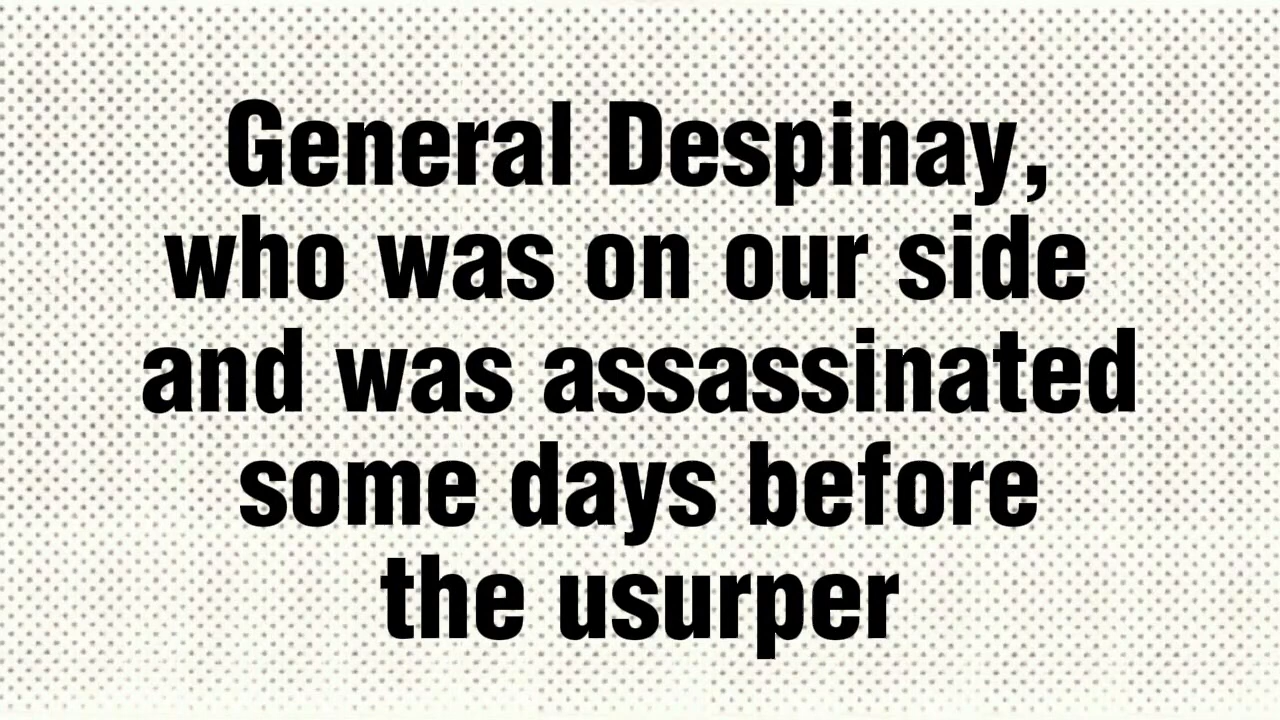 General Despinay,
who was on our side
and was assassinated
some days before
the usurper